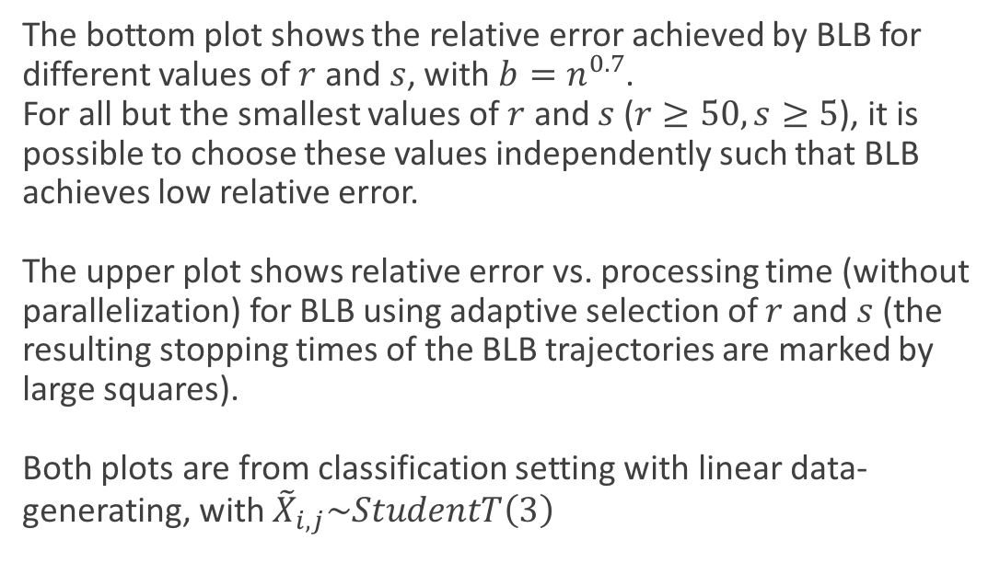 The bottom plot shows the relative error achieved by BLB for
different values of r and s, with b = n^0.7.
For all but the smallest values of r and s (r ≥ 50, s ≥ 5), it is
possible to choose these values independently such that BLB
achieves low relative error.
The upper plot shows relative error vs. processing time (without
parallelization) for BLB using adaptive selection of r and s (the
resulting stopping times of the BLB trajectories are marked by
large squares).
Both plots are from classification setting with linear data-
generating, with X̃_{i,j}~StudentT(3)